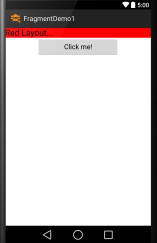 5:00
FragmentDemo1
Red Layout...
Click me!